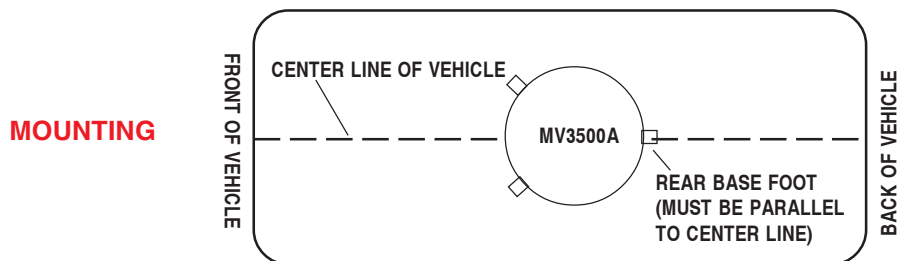 MOUNTING
FRONT OF VEHICLE
CENTER LINE OF VEHICLE
MV3500A
REAR BASE FOOT
(MUST BE PARALLEL
TO CENTER LINE)
BACK OF VEHICLE